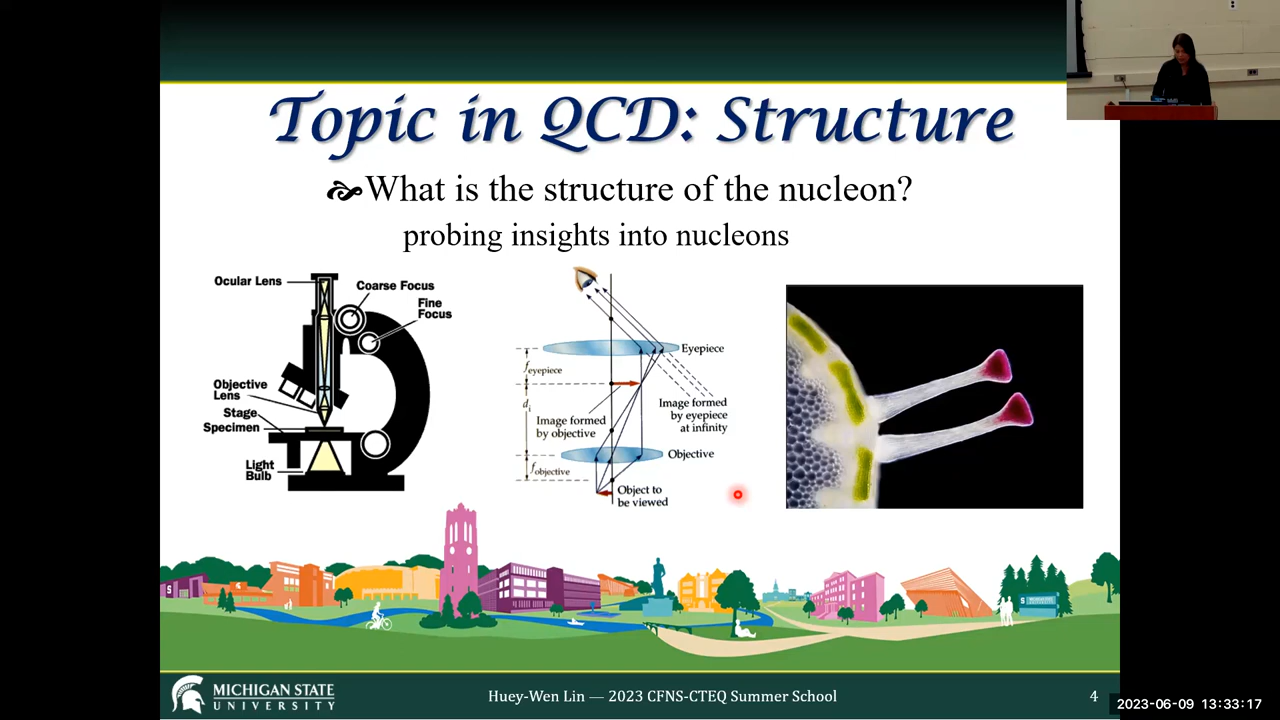 Topic in QCD: Structure
What is the structure of the nucleon?
probing insights into nucleons
Ocular Lens
Coarse Focus
Fine
Focus
Objective
Lens
Stage
Specimen
Light
Bulb
Eyepiece
feyepiece
di
Image formed
by objective
Image formed
by eyepiece
at infinity
Objective
fobjective
Object to
be viewed
S
S
MICHIGAN STATE
UNIVERSITY
Huey-Wen Lin — 2023 CFNS-CTEQ Summer School
4
2023-06-09 13:33:17